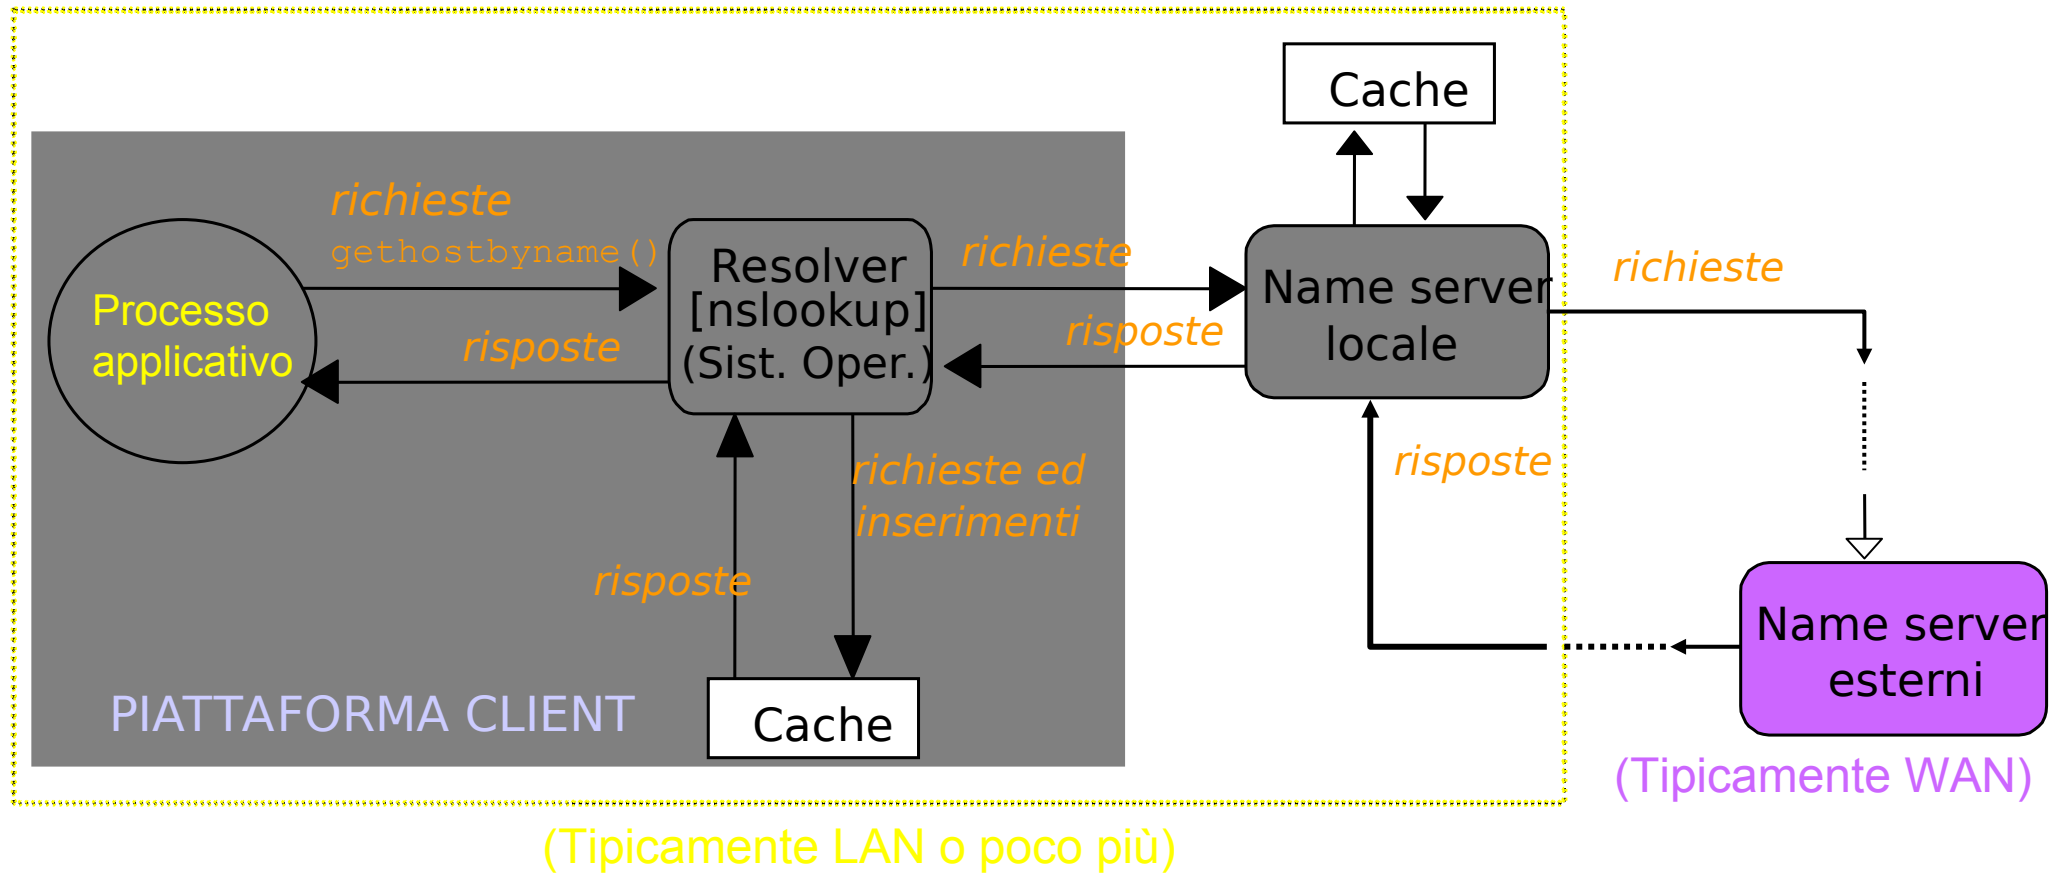 Cache
richieste
gethostbyname()
Resolver
[nslookup]
(Sist. Oper.)
richieste
Name server
locale
richieste
Processo
applicativo
risposte
risposte
risposte
richieste ed
inserimenti
risposte
Name server
esterni
PIATTAFORMA CLIENT
Cache
(Tipicamente WAN)
(Tipicamente LAN o poco più)